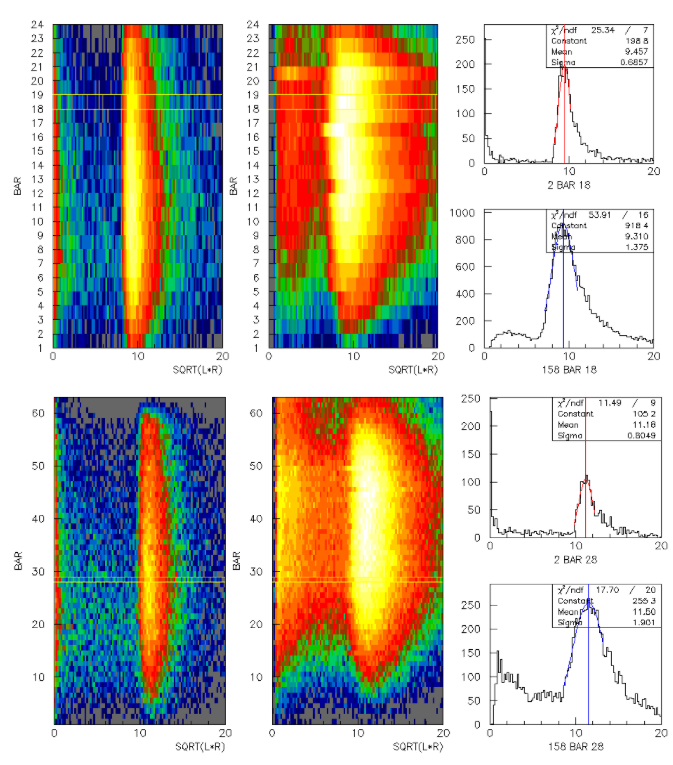 24
23
22
21
20
19
18
17
16
15
14
13
12
11
10
9
8
7
6
5
4
3
2
1
BAR
0 10 20
SQRT(L*R)
24
23
22
21
20
19
18
17
16
15
14
13
12
11
10
9
8
7
6
5
4
3
2
1
BAR
0 10 20
SQRT(L*R)
χ²/ndf 25.34 / 7
Constant 198.8
Mean 9.457
Sigma 0.6857
250
200
150
100
50
0
0 10 20
2 BAR 18
χ²/ndf 53.91 / 16
Constant 918.4
Mean 9.310
Sigma 1.375
1000
800
600
400
200
0
0 10 20
158 BAR 18
60
50
40
30
20
10
BAR
0 10 20
SQRT(L*R)
60
50
40
30
20
10
BAR
0 10 20
SQRT(L*R)
χ²/ndf 11.49 / 9
Constant 105.2
Mean 11.18
Sigma 0.8049
200
150
100
50
0
0 10 20
2 BAR 28
χ²/ndf 17.70 / 20
Constant 256.3
Mean 11.50
Sigma 1.901
250
200
150
100
50
0
0 10 20
158 BAR 28